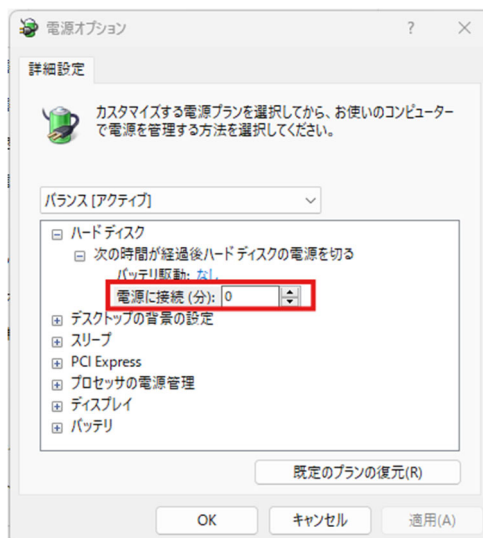 電源オプション
詳細設定
カスタマイズする電源プランを選択してから、お使いのコンピューター
で電源を管理する方法を選択してください。
バランス [アクティブ]
ハード ディスク
次の時間が経過後ハード ディスクの電源を切る
バッテリ駆動: なし
電源に接続 (分): 0
デスクトップの背景の設定
スリープ
PCI Express
プロセッサの電源管理
ディスプレイ
バッテリ
既定のプランの復元(R)
OK キャンセル 適用(A)